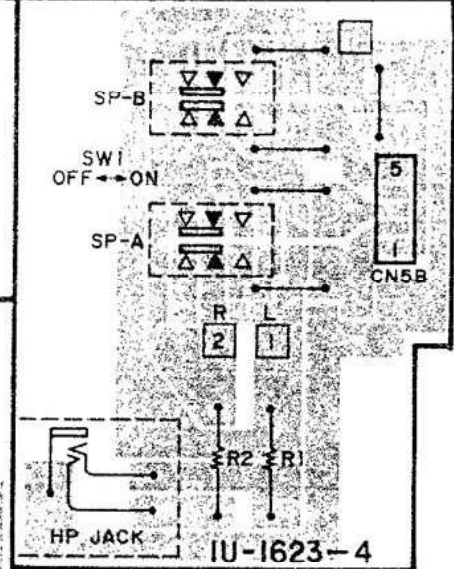 SP-B
SW1
OFF ↔ ON
5
SP-A
1
CN5B
R L
2 1
R2 R1
HP JACK
1U-1623-4